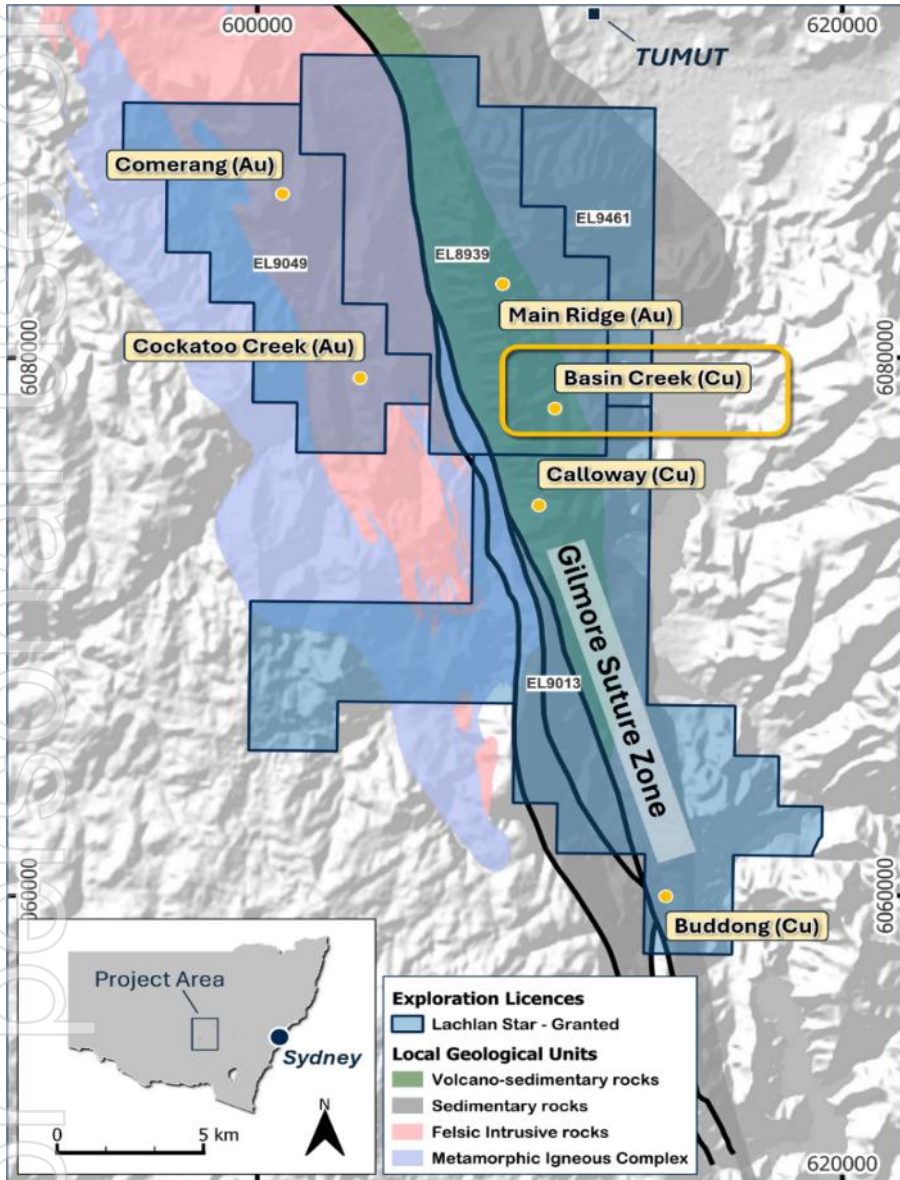 600000
620000
TUMUT
Comerang (Au)
EL9461
EL9049
EL8939
Main Ridge (Au)
6080000
Cockatoo Creek (Au)
6080000
Basin Creek (Cu)
Calloway (Cu)
Gilmore Suture Zone
EL9013
6060000
6060000
Buddong (Cu)
Project Area
Sydney
N
0 5 km
Exploration Licences
Lachlan Star - Granted
Local Geological Units
Volcano-sedimentary rocks
Sedimentary rocks
Felsic Intrusive rocks
Metamorphic Igneous Complex
620000